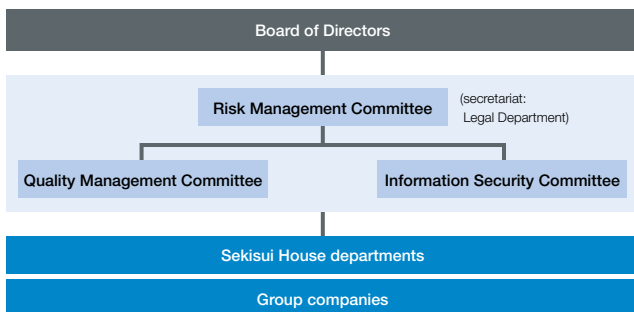 Board of Directors
Risk Management Committee
(secretariat:
Legal Department)
Quality Management Committee
Information Security Committee
Sekisui House departments
Group companies